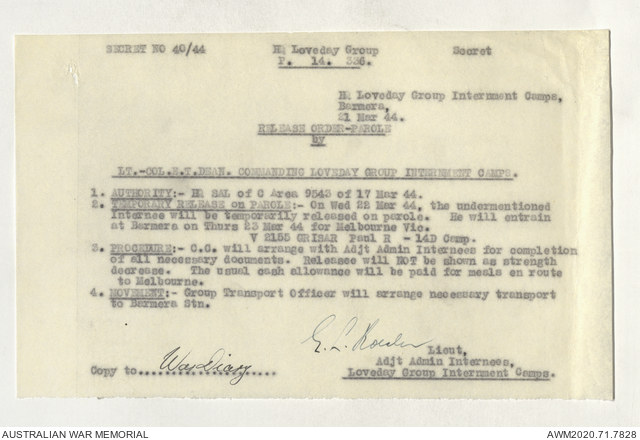 SECRET NO 40/44 HQ Loveday Group Secret
P. 14. 336.
HQ Loveday Group Internment Camps,
Barmera,
21 Mar 44.
RELEASE ORDER-PAROLE
by
LT.-COL.E.T.DEAN. COMMANDING LOVEDAY GROUP INTERNMENT CAMPS.
1. AUTHORITY:- HQ SAL of C Area 9543 of 17 Mar 44.
2. TEMPORARY RELEASE on PAROLE:- On Wed 22 Mar 44, the undermentioned
Internee will be temporarily released on parole. He will entrain
at Barmera on Thurs 23 Mar 44 for Melbourne Vic.
V 2155 GRISAR Paul R - 14D Camp.
3. PROCEDURE:- C.C. will arrange with Adjt Admin Internees for completion
of all necessary documents. Release will NOT be shown as strength
decrease. The usual cash allowance will be paid for meals en route
to Melbourne.
4. MOVEMENT:- Group Transport Officer will arrange necessary transport
to Barmera Stn.
E. L.
Lieut,
Adjt Admin Internees,
Copy to....War Diary.... Loveday Group Internment Camps.
AUSTRALIAN WAR MEMORIAL AWM2020.71.7828